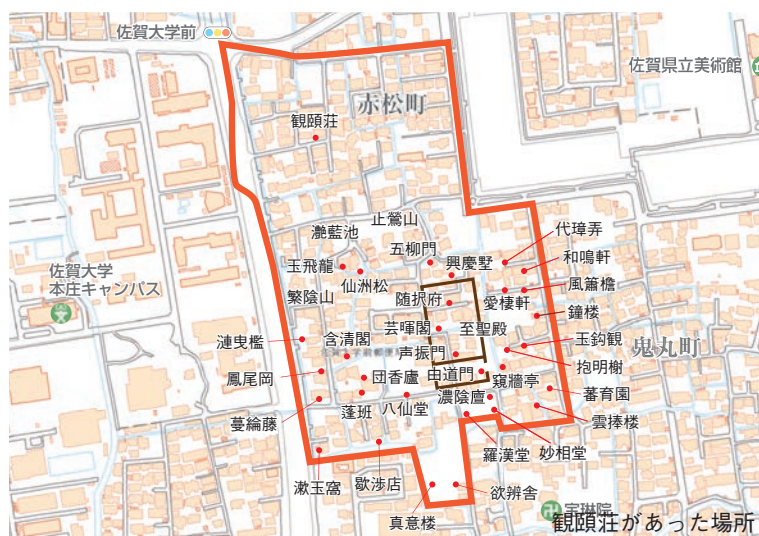 佐賀大学前
佐賀県立美術館
赤松町
観頤荘
止鶯山
代璋弄
灔藍池
五柳門
和鳴軒
興慶墅
佐賀大学
本庄キャンパス
玉飛龍
仙洲松
風簫檐
繁陰山
随択府
愛棲軒
芸暉閣
至聖殿
鐘楼
漣曳檻
含清閣
玉鈎観
鬼丸町
声振門
抱明榭
鳳尾岡
団香廬
由道門
窺牆亭
蕃育園
蓬班
八仙堂
濃陰廬
雲捧楼
蔓綸藤
羅漢堂
妙相堂
漱玉窩
歇渉店
欲辨舎
真意楼
宝琳院
観頤荘があった場所